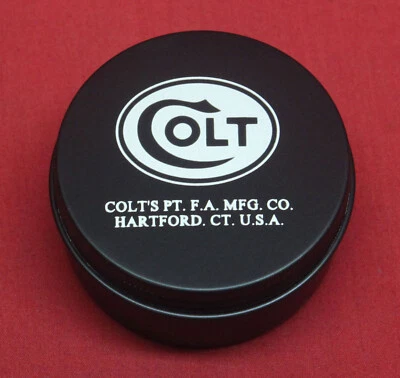 COLT
COLT'S PT. F.A. MFG. CO.
HARTFORD. CT. U.S.A.